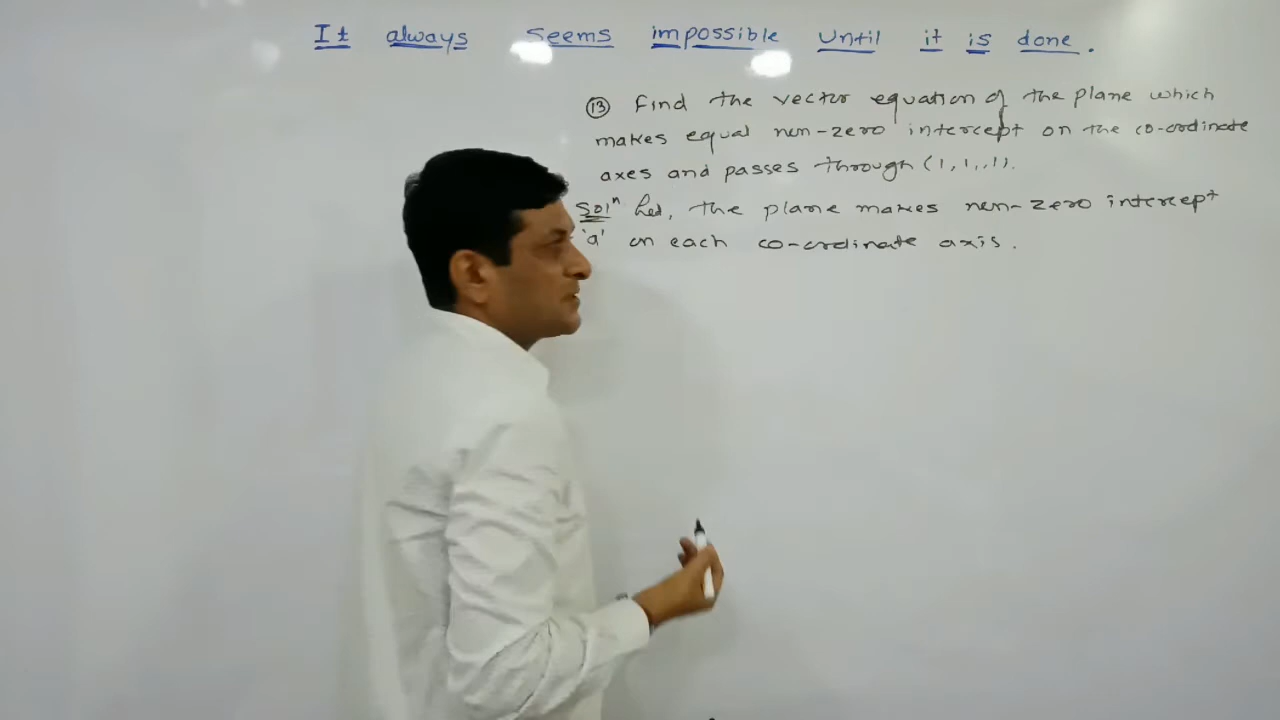 It always seems impossible until it is done.
⑬ Find the vector equation of the plane which
makes equal non-zero intercept on the co-ordinate
axes and passes through (1, 1, 1).
Solⁿ Let, the plane makes non-zero intercept
'a' on each co-ordinate axis.